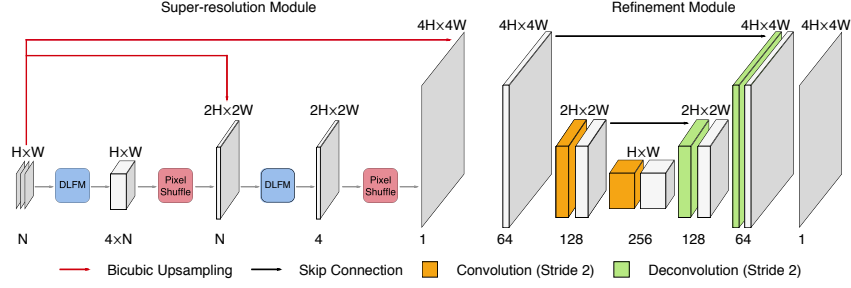 Super-resolution Module
Refinement Module
4H×4W
4H×4W
4H×4W
4H×4W
2H×2W
2H×2W
2H×2W
2H×2W
H×W
H×W
H×W
DLFM
Pixel
Shuffle
DLFM
Pixel
Shuffle
N
4×N
N
4
1
64
128
256
128
64
1
Bicubic Upsampling
Skip Connection
Convolution (Stride 2)
Deconvolution (Stride 2)